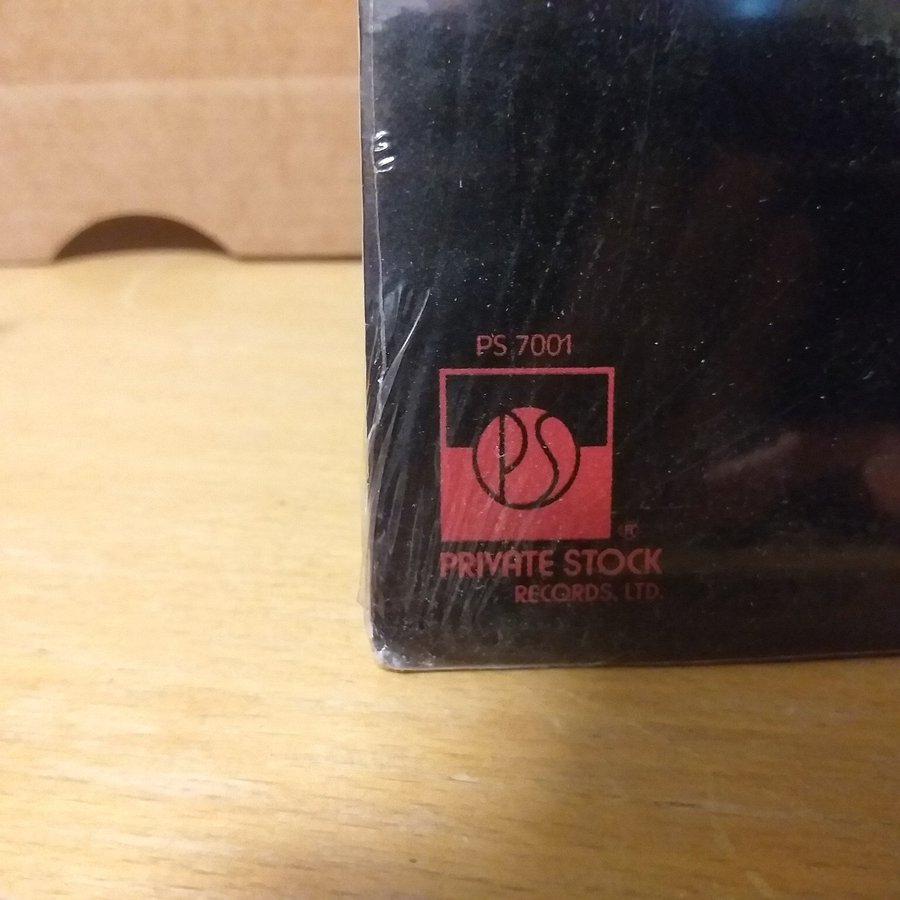 PS 7001
PS
®
PRIVATE STOCK
RECORDS, LTD.